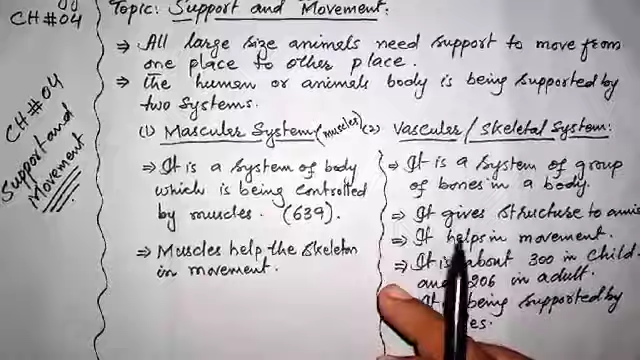 CH#04
Topic: Support and Movement:
⇒ All large size animals need support to move from
one place to other place.
⇒ The human or animals body is being supported by
two systems.
(1) Mascular System (muscles) (2) Vascular / Skeletal System:
⇒ It is a system of body
which is being controlled
by muscles. (639).
⇒ Muscles help the skeleton
in movement.
⇒ It is a system of group
of bones in a body.
⇒ It gives structure to
⇒ It helps in movement.
⇒ It is about 300 in child
and 206 in adult.
It being supported by
CH#04
Support and
Movement